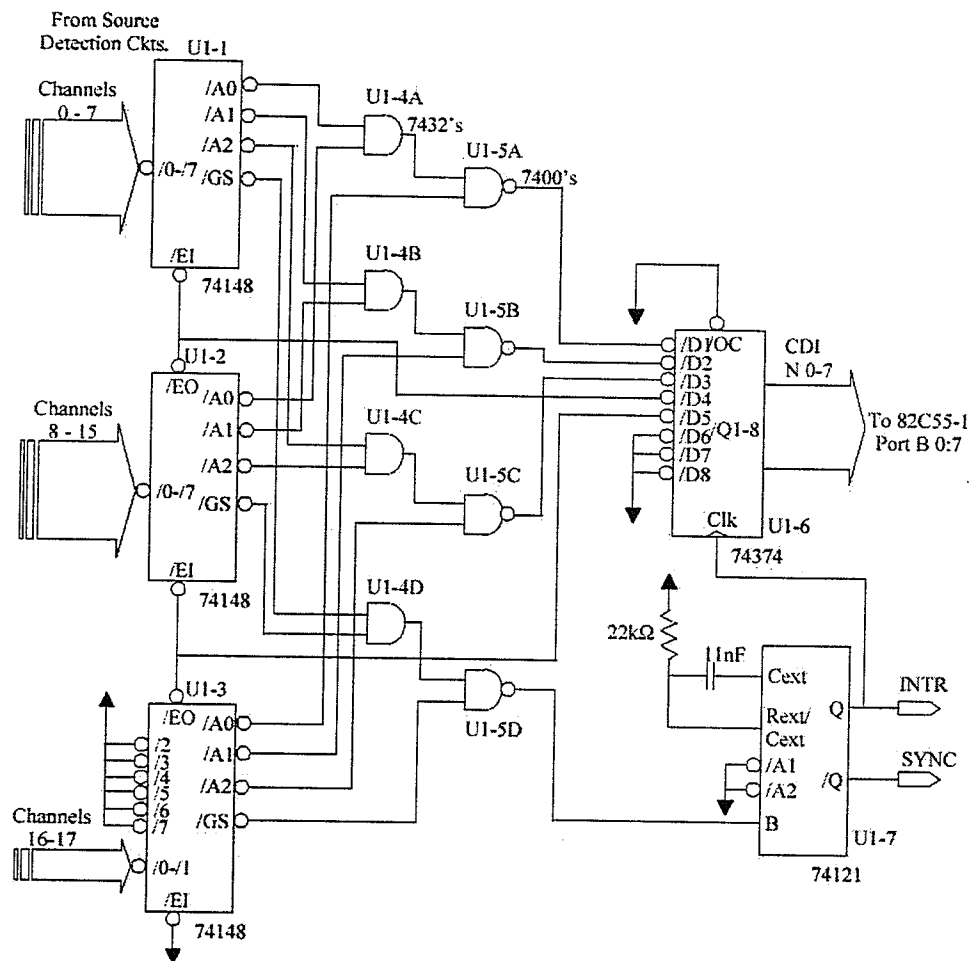 From Source
Detection Ckts.
U1-1
Channels
0 - 7
/0-/7
/A0
/A1
/A2
/GS
/EI
74148
U1-4A
7432's
U1-5A
7400's
U1-4B
U1-5B
U1-2
/EO
Channels
8 - 15
/0-/7
/A0
/A1
/A2
/GS
/EI
74148
U1-4C
U1-5C
U1-4D
U1-5D
/D1
/OC
/D2
/D3
/D4
/D5
/D6
/D7
/D8
/Q1-8
Clk
U1-6
74374
CDI
N 0-7
To 82C55-1
Port B 0:7
U1-3
/EO
/2
/3
/4
/5
/6
/7
Channels
16-17
/0-/1
/A0
/A1
/A2
/GS
/EI
74148
22kΩ
11nF
Cext
Rext/
Cext
/A1
/A2
B
Q
/Q
INTR
SYNC
U1-7
74121